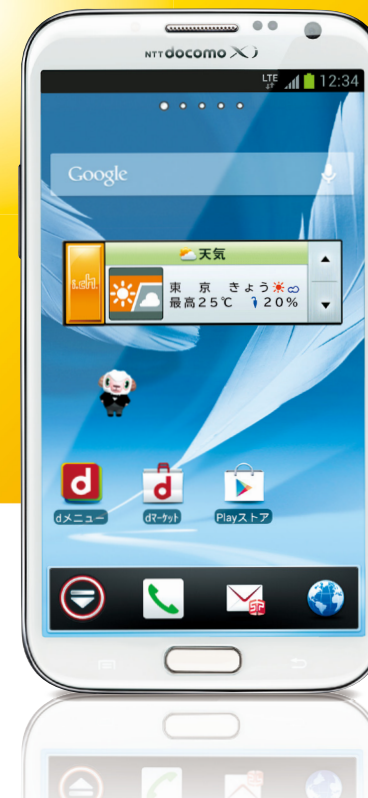 NTT docomo Xi
LTE 12:34
Google
天気
i.ch.
東 京 きょう
最高25℃ 20%
dメニュー
dマーケット
Playストア